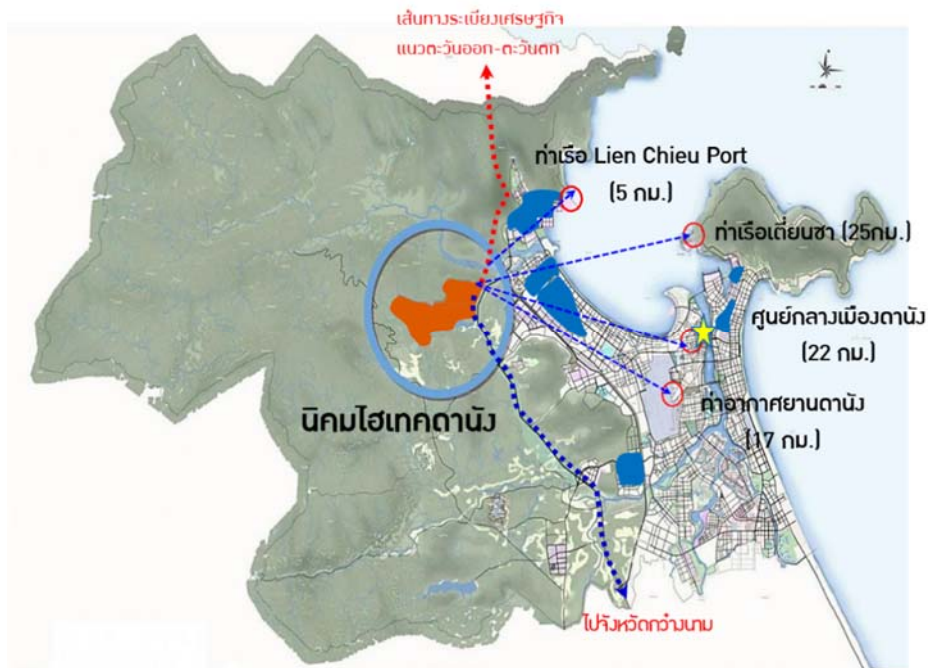 เส้นทางระเบียงเศรษฐกิจ
แนวตะวันออก-ตะวันตก
ท่าเรือ Lien Chieu Port
(5 กม.)
ท่าเรือเตี่ยนซา (25กม.)
ศูนย์กลางเมืองดานัง
(22 กม.)
นิคมไฮเทคดานัง
ท่าอากาศยานดานัง
(17 กม.)
ไปจังหวัดกว๋างนาม